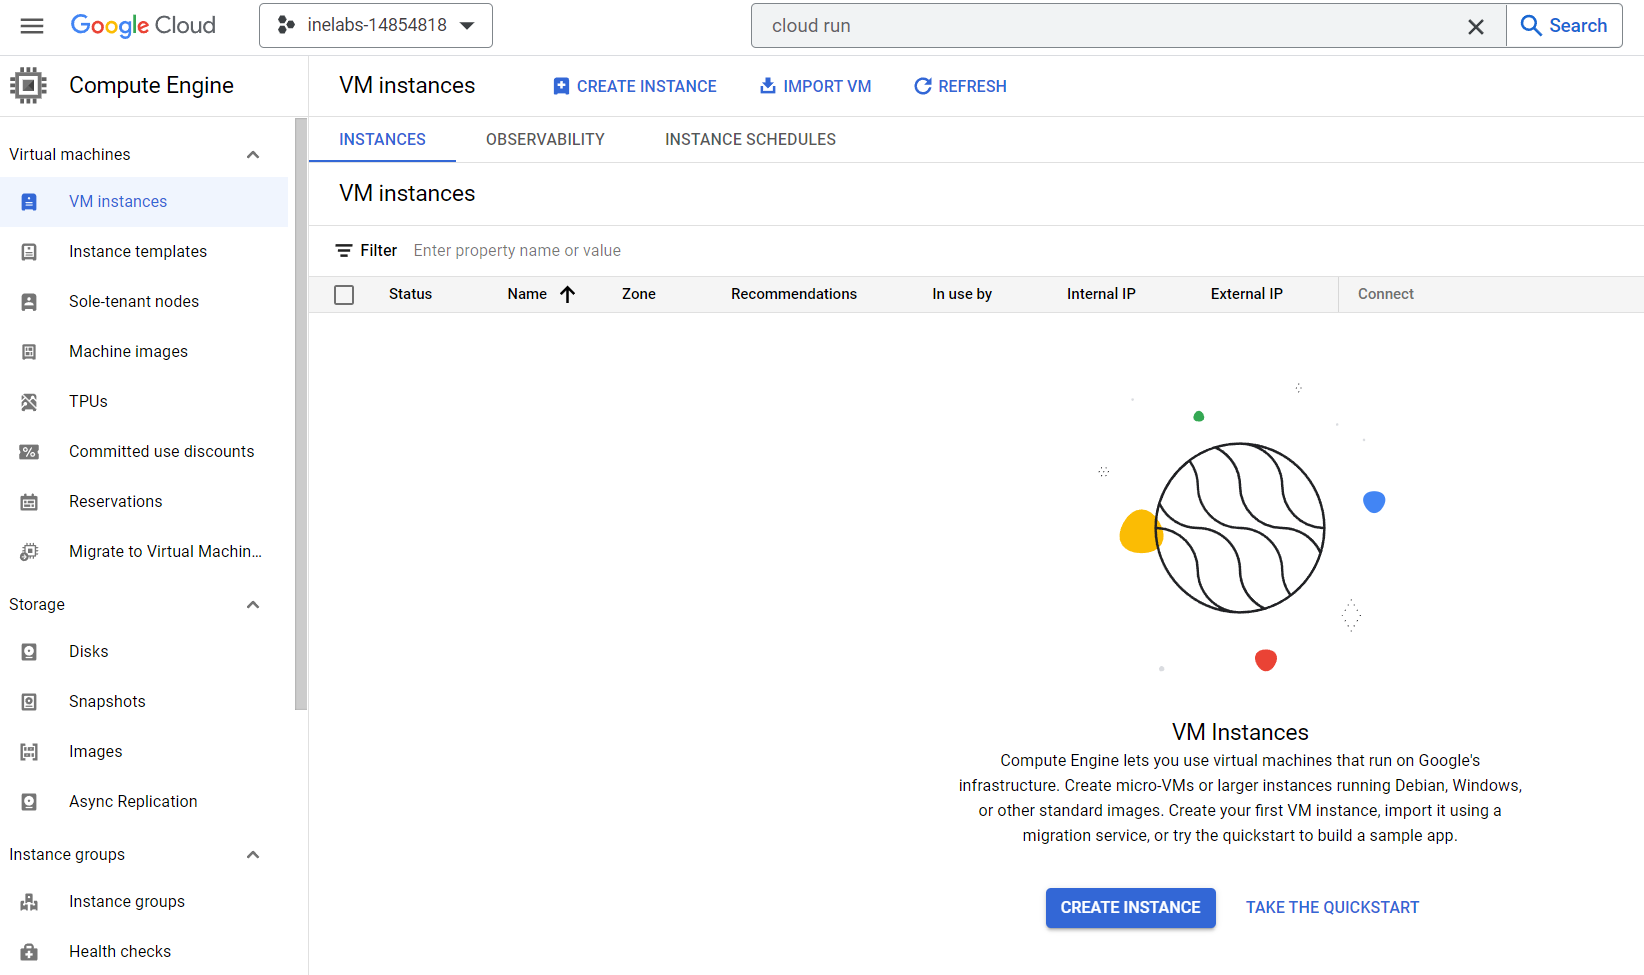 Google Cloud
inelabs-14854818
cloud run
Search
Compute Engine
VM instances
CREATE INSTANCE
IMPORT VM
REFRESH
Virtual machines
VM instances
Instance templates
Sole-tenant nodes
Machine images
TPUs
Committed use discounts
Reservations
Migrate to Virtual Machin...
Storage
Disks
Snapshots
Images
Async Replication
Instance groups
Instance groups
Health checks
INSTANCES
OBSERVABILITY
INSTANCE SCHEDULES
VM instances
Filter Enter property name or value
Status Name Zone Recommendations In use by Internal IP External IP Connect
VM Instances
Compute Engine lets you use virtual machines that run on Google's
infrastructure. Create micro-VMs or larger instances running Debian, Windows,
or other standard images. Create your first VM instance, import it using a
migration service, or try the quickstart to build a sample app.
CREATE INSTANCE
TAKE THE QUICKSTART